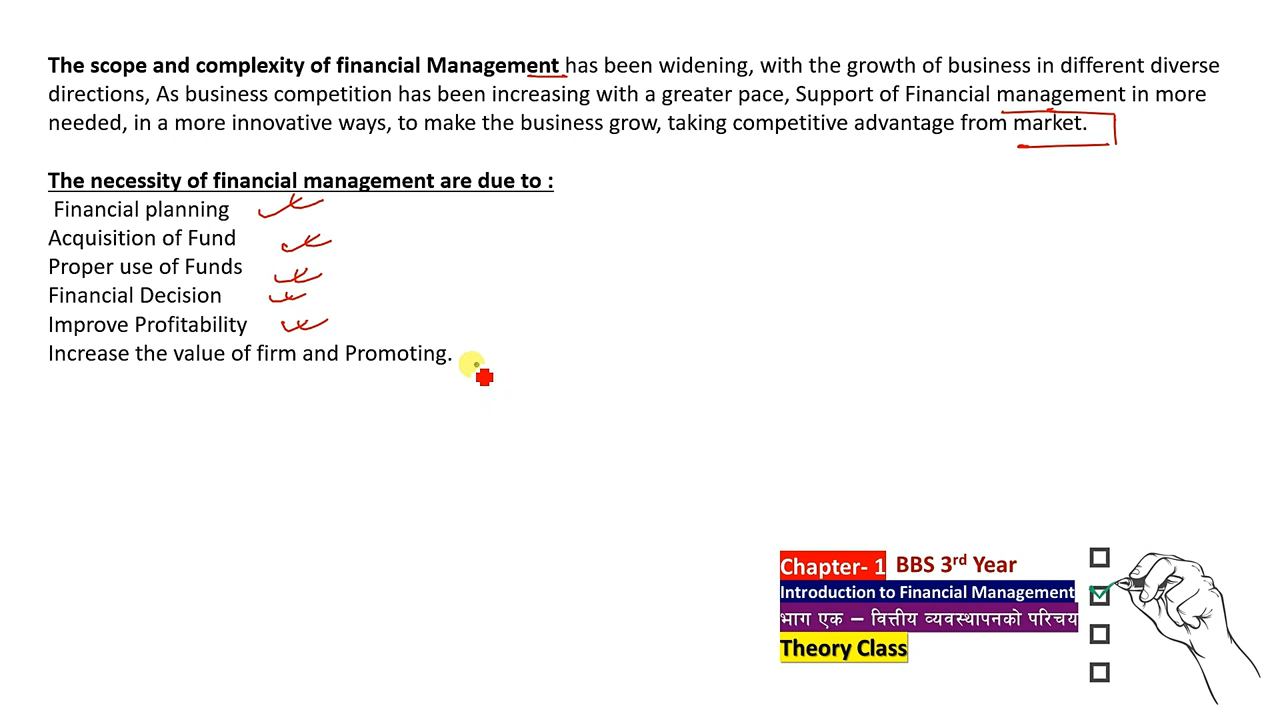 The scope and complexity of financial Management has been widening, with the growth of business in different diverse
directions, As business competition has been increasing with a greater pace, Support of Financial management in more
needed, in a more innovative ways, to make the business grow, taking competitive advantage from market.
The necessity of financial management are due to :
Financial planning
Acquisition of Fund
Proper use of Funds
Financial Decision
Improve Profitability
Increase the value of firm and Promoting.
Chapter- 1 BBS 3rd Year
Introduction to Financial Management
भाग एक – वित्तीय व्यवस्थापनको परिचय
Theory Class